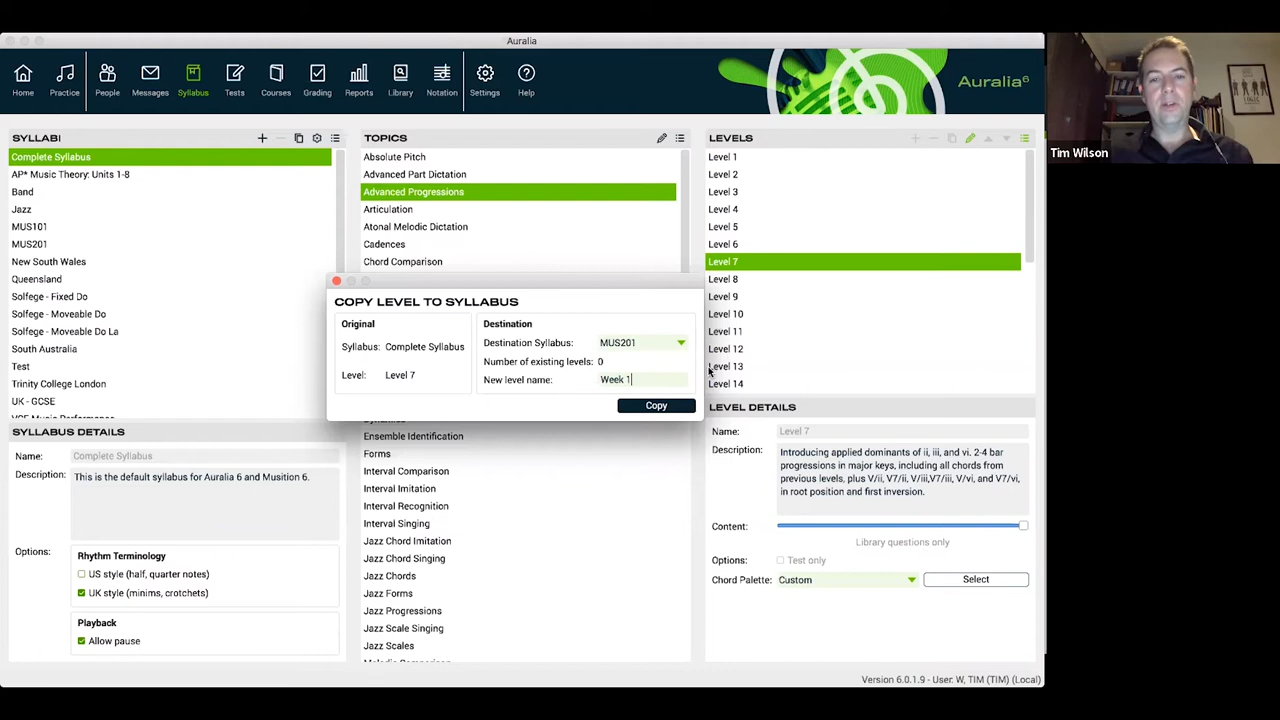 Auralia
Home
Practice
People
Messages
Syllabus
Tests
Courses
Grading
Reports
Library
Notation
Settings
Help
Auralia6
Tim Wilson
SYLLABI
Complete Syllabus
AP* Music Theory: Units 1-8
Band
Jazz
MUS101
MUS201
New South Wales
Queensland
Solfege - Fixed Do
Solfege - Moveable Do
Solfege - Moveable Do La
South Australia
Test
Trinity College London
UK - GCSE
SYLLABUS DETAILS
Name: Complete Syllabus
Description: This is the default syllabus for Auralia 6 and Musition 6.
Options:
Rhythm Terminology
US style (half, quarter notes)
UK style (minims, crotchets)
Playback
Allow pause
TOPICS
Absolute Pitch
Advanced Part Dictation
Advanced Progressions
Articulation
Atonal Melodic Dictation
Cadences
Chord Comparison
COPY LEVEL TO SYLLABUS
Original
Syllabus: Complete Syllabus
Level: Level 7
Destination
Destination Syllabus: MUS201
Number of existing levels: 0
New level name: Week 1
Copy
Ensemble Identification
Forms
Interval Comparison
Interval Imitation
Interval Recognition
Interval Singing
Jazz Chord Imitation
Jazz Chord Singing
Jazz Chords
Jazz Forms
Jazz Progressions
Jazz Scale Singing
Jazz Scales
LEVELS
Level 1
Level 2
Level 3
Level 4
Level 5
Level 6
Level 7
Level 8
Level 9
Level 10
Level 11
Level 12
Level 13
Level 14
LEVEL DETAILS
Name: Level 7
Description: Introducing applied dominants of ii, iii, and vi. 2-4 bar
progressions in major keys, including all chords from
previous levels, plus V/ii, V7/ii, V/iii,V7/iii, V/vi, and V7/vi,
in root position and first inversion.
Content:
Library questions only
Options: Test only
Chord Palette: Custom
Select
Version 6.0.1.9 - User: W, TIM (TIM) (Local)